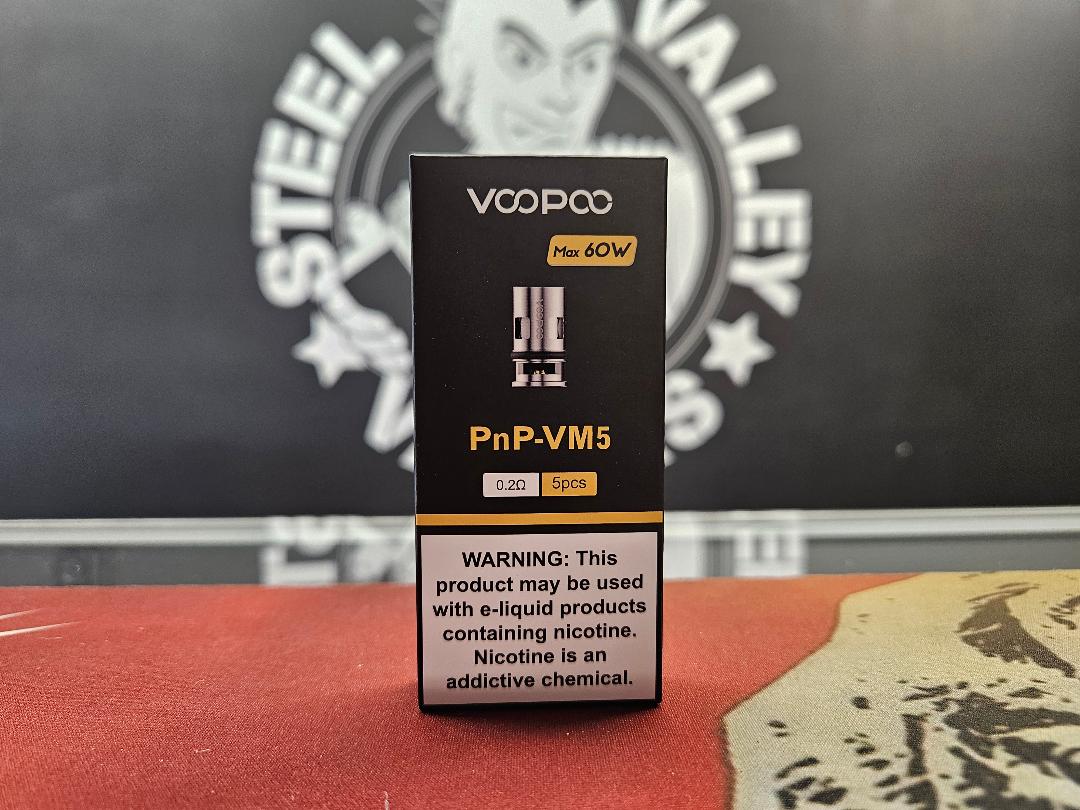 STEEL VALLEY
VOOPOO
Max 60W
PnP-VM5
0.2Ω 5pcs
WARNING: This
product may be used
with e-liquid products
containing nicotine.
Nicotine is an
addictive chemical.